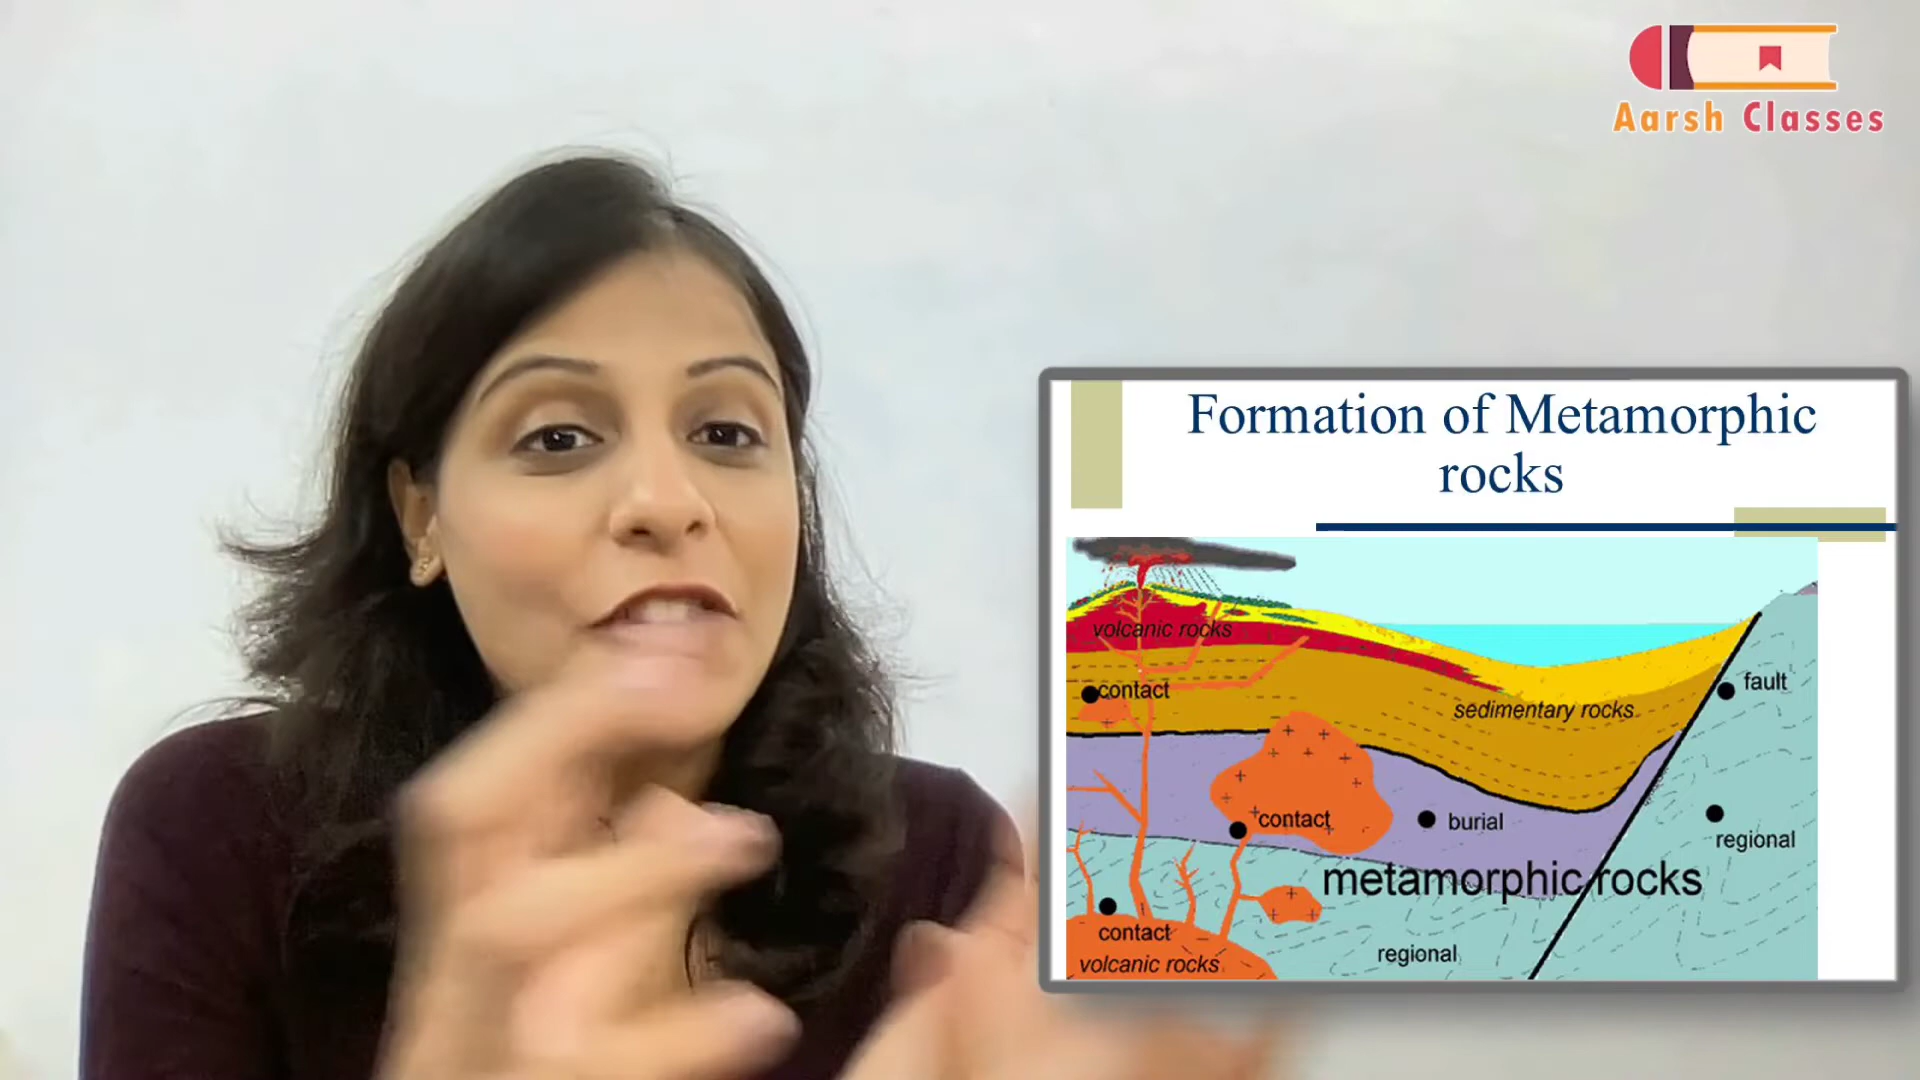 Aarsh Classes
Formation of Metamorphic
rocks
volcanic rocks
contact
fault
sedimentary rocks
contact
burial
regional
metamorphic rocks
contact
regional
volcanic rocks